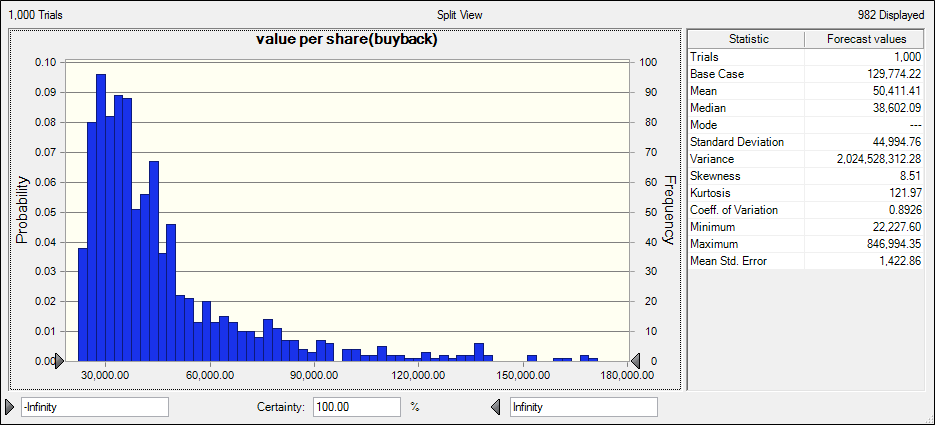 1,000 Trials
Split View
982 Displayed
value per share(buyback)
0.10
0.09
0.08
0.07
0.06
0.05
0.04
0.03
0.02
0.01
0.00
Probability
100
90
80
70
60
50
40
30
20
10
0
Frequency
30,000.00 60,000.00 90,000.00 120,000.00 150,000.00 180,000.00
Statistic Forecast values
Trials 1,000
Base Case 129,774.22
Mean 50,411.41
Median 38,602.09
Mode ---
Standard Deviation 44,994.76
Variance 2,024,528,312.28
Skewness 8.51
Kurtosis 121.97
Coeff. of Variation 0.8926
Minimum 22,227.60
Maximum 846,994.35
Mean Std. Error 1,422.86
-Infinity Certainty: 100.00 % Infinity